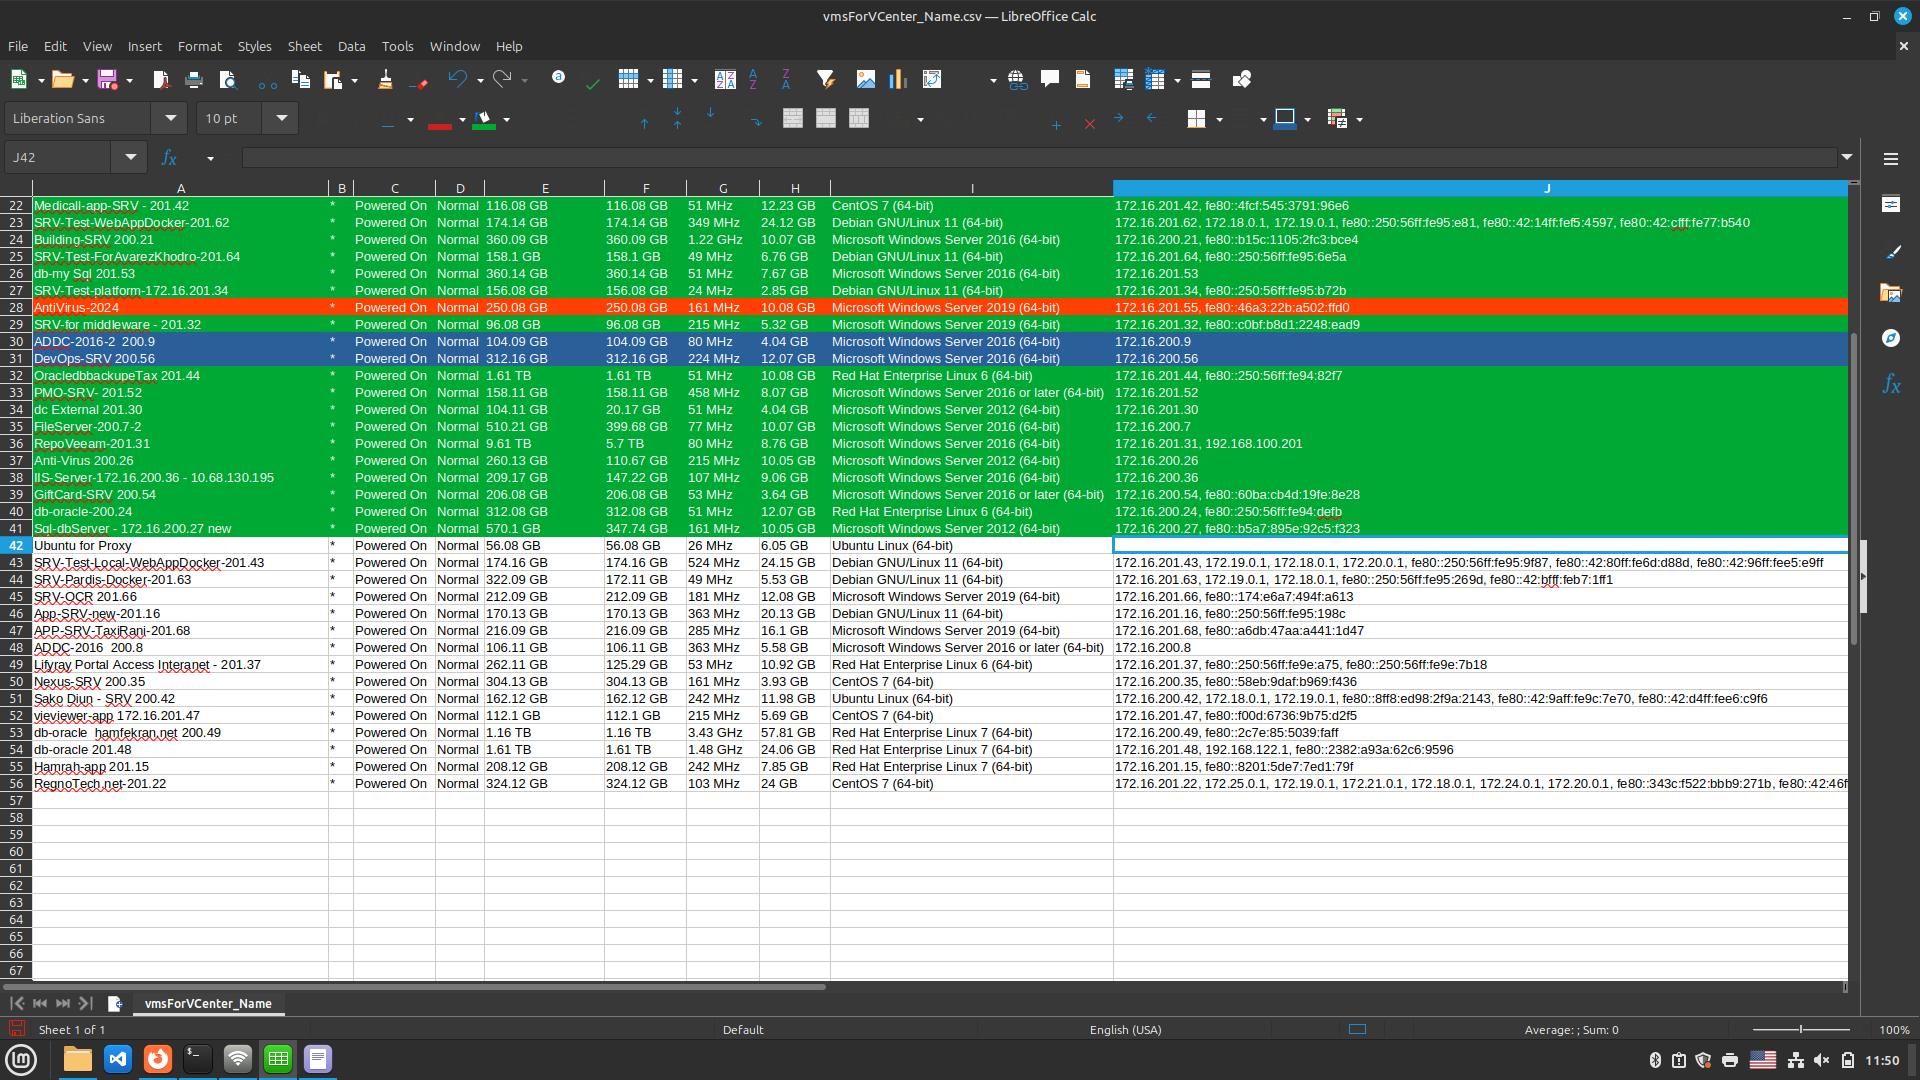 vmsForVCenter_Name.csv — LibreOffice Calc
File Edit View Insert Format Styles Sheet Data Tools Window Help
Liberation Sans 10 pt
J42
A B C D E F G H I J
22 Medicall-app-SRV - 201.42 * Powered On Normal 116.08 GB 116.08 GB 51 MHz 12.23 GB CentOS 7 (64-bit) 172.16.201.42, fe80::4fcf:545:3791:96e6
23 SRV-Test-WebAppDocker-201.62 * Powered On Normal 174.14 GB 174.14 GB 349 MHz 24.12 GB Debian GNU/Linux 11 (64-bit) 172.16.201.62, 172.18.0.1, 172.19.0.1, fe80::250:56ff:fe95:e81, fe80::42:14ff:fef5:4597, fe80::42:cfff:fe77:b540
24 Building-SRV 200.21 * Powered On Normal 360.09 GB 360.09 GB 1.22 GHz 10.07 GB Microsoft Windows Server 2016 (64-bit) 172.16.200.21, fe80::b15c:1105:2fc3:bce4
25 SRV-Test-ForAvarezKhodro-201.64 * Powered On Normal 158.1 GB 158.1 GB 49 MHz 6.76 GB Debian GNU/Linux 11 (64-bit) 172.16.201.64, fe80::250:56ff:fe95:6e5a
26 db-my Sql 201.53 * Powered On Normal 360.14 GB 360.14 GB 51 MHz 7.67 GB Microsoft Windows Server 2016 (64-bit) 172.16.201.53
27 SRV-Test-platform-172.16.201.34 * Powered On Normal 156.08 GB 156.08 GB 24 MHz 2.85 GB Debian GNU/Linux 11 (64-bit) 172.16.201.34, fe80::250:56ff:fe95:b72b
28 AntiVirus-2024 * Powered On Normal 250.08 GB 250.08 GB 161 MHz 10.08 GB Microsoft Windows Server 2019 (64-bit) 172.16.201.55, fe80::46a3:22b:a502:ffd0
29 SRV-for middleware - 201.32 * Powered On Normal 96.08 GB 96.08 GB 215 MHz 5.32 GB Microsoft Windows Server 2019 (64-bit) 172.16.201.32, fe80::c0bf:b8d1:2248:ead9
30 ADDC-2016-2  200.9 * Powered On Normal 104.09 GB 104.09 GB 80 MHz 4.04 GB Microsoft Windows Server 2016 (64-bit) 172.16.200.9
31 DevOps-SRV 200.56 * Powered On Normal 312.16 GB 312.16 GB 224 MHz 12.07 GB Microsoft Windows Server 2016 (64-bit) 172.16.200.56
32 OracledbbackupeTax 201.44 * Powered On Normal 1.61 TB 1.61 TB 51 MHz 10.08 GB Red Hat Enterprise Linux 6 (64-bit) 172.16.201.44, fe80::250:56ff:fe94:82f7
33 PMO-SRV- 201.52 * Powered On Normal 158.11 GB 158.11 GB 458 MHz 8.07 GB Microsoft Windows Server 2016 or later (64-bit) 172.16.201.52
34 dc External 201.30 * Powered On Normal 104.11 GB 20.17 GB 51 MHz 4.04 GB Microsoft Windows Server 2012 (64-bit) 172.16.201.30
35 FileServer-200.7-2 * Powered On Normal 510.21 GB 399.68 GB 77 MHz 10.07 GB Microsoft Windows Server 2016 (64-bit) 172.16.200.7
36 RepoVeeam-201.31 * Powered On Normal 9.61 TB 5.7 TB 80 MHz 8.76 GB Microsoft Windows Server 2016 (64-bit) 172.16.201.31, 192.168.100.201
37 Anti-Virus 200.26 * Powered On Normal 260.13 GB 110.67 GB 215 MHz 10.05 GB Microsoft Windows Server 2012 (64-bit) 172.16.200.26
38 IIS-Server-172.16.200.36 - 10.68.130.195 * Powered On Normal 209.17 GB 147.22 GB 107 MHz 9.06 GB Microsoft Windows Server 2016 (64-bit) 172.16.200.36
39 GiftCard-SRV 200.54 * Powered On Normal 206.08 GB 206.08 GB 53 MHz 3.64 GB Microsoft Windows Server 2016 or later (64-bit) 172.16.200.54, fe80::60ba:cb4d:19fe:8e28
40 db-oracle-200.24 * Powered On Normal 312.08 GB 312.08 GB 51 MHz 12.07 GB Red Hat Enterprise Linux 6 (64-bit) 172.16.200.24, fe80::250:56ff:fe94:defb
41 Sql-dbServer - 172.16.200.27 new * Powered On Normal 570.1 GB 347.74 GB 161 MHz 10.05 GB Microsoft Windows Server 2012 (64-bit) 172.16.200.27, fe80::b5a7:895e:92c5:f323
42 Ubuntu for Proxy * Powered On Normal 56.08 GB 56.08 GB 26 MHz 6.05 GB Ubuntu Linux (64-bit)
43 SRV-Test-Local-WebAppDocker-201.43 * Powered On Normal 174.16 GB 174.16 GB 524 MHz 24.15 GB Debian GNU/Linux 11 (64-bit) 172.16.201.43, 172.19.0.1, 172.18.0.1, 172.20.0.1, fe80::250:56ff:fe95:9f87, fe80::42:80ff:fe6d:d88d, fe80::42:96ff:fee5:e9ff
44 SRV-Pardis-Docker-201.63 * Powered On Normal 322.09 GB 172.11 GB 49 MHz 5.53 GB Debian GNU/Linux 11 (64-bit) 172.16.201.63, 172.19.0.1, 172.18.0.1, fe80::250:56ff:fe95:269d, fe80::42:bfff:feb7:1ff1
45 SRV-OCR 201.66 * Powered On Normal 212.09 GB 212.09 GB 181 MHz 12.08 GB Microsoft Windows Server 2019 (64-bit) 172.16.201.66, fe80::174:e6a7:494f:a613
46 App-SRV-new-201.16 * Powered On Normal 170.13 GB 170.13 GB 363 MHz 20.13 GB Debian GNU/Linux 11 (64-bit) 172.16.201.16, fe80::250:56ff:fe95:198c
47 APP-SRV-TaxiRani-201.68 * Powered On Normal 216.09 GB 216.09 GB 285 MHz 16.1 GB Microsoft Windows Server 2019 (64-bit) 172.16.201.68, fe80::a6db:47aa:a441:1d47
48 ADDC-2016  200.8 * Powered On Normal 106.11 GB 106.11 GB 363 MHz 5.58 GB Microsoft Windows Server 2016 or later (64-bit) 172.16.200.8
49 Lifyray Portal Access Interanet - 201.37 * Powered On Normal 262.11 GB 125.29 GB 53 MHz 10.92 GB Red Hat Enterprise Linux 6 (64-bit) 172.16.201.37, fe80::250:56ff:fe9e:a75, fe80::250:56ff:fe9e:7b18
50 Nexus-SRV 200.35 * Powered On Normal 304.13 GB 304.13 GB 161 MHz 3.93 GB CentOS 7 (64-bit) 172.16.200.35, fe80::58eb:9daf:b969:f436
51 Sako Diun - SRV 200.42 * Powered On Normal 162.12 GB 162.12 GB 242 MHz 11.98 GB Ubuntu Linux (64-bit) 172.16.200.42, 172.18.0.1, 172.19.0.1, fe80::8ff8:ed98:2f9a:2143, fe80::42:9aff:fe9c:7e70, fe80::42:d4ff:fee6:c9f6
52 vieviewer-app 172.16.201.47 * Powered On Normal 112.1 GB 112.1 GB 215 MHz 5.69 GB CentOS 7 (64-bit) 172.16.201.47, fe80::f00d:6736:9b75:d2f5
53 db-oracle  hamfekran.net 200.49 * Powered On Normal 1.16 TB 1.16 TB 3.43 GHz 57.81 GB Red Hat Enterprise Linux 7 (64-bit) 172.16.200.49, fe80::2c7e:85:5039:faff
54 db-oracle 201.48 * Powered On Normal 1.61 TB 1.61 TB 1.48 GHz 24.06 GB Red Hat Enterprise Linux 7 (64-bit) 172.16.201.48, 192.168.122.1, fe80::2382:a93a:62c6:9596
55 Hamrah-app 201.15 * Powered On Normal 208.12 GB 208.12 GB 242 MHz 7.85 GB Red Hat Enterprise Linux 7 (64-bit) 172.16.201.15, fe80::8201:5de7:7ed1:79f
56 RegnoTech.net-201.22 * Powered On Normal 324.12 GB 324.12 GB 103 MHz 24 GB CentOS 7 (64-bit) 172.16.201.22, 172.25.0.1, 172.19.0.1, 172.21.0.1, 172.18.0.1, 172.24.0.1, 172.20.0.1, fe80::343c:f522:bbb9:271b, fe80::42:46f
57
58
59
60
61
62
63
64
65
66
67
vmsForVCenter_Name
Sheet 1 of 1 Default English (USA) Average: ; Sum: 0 100%
11:50